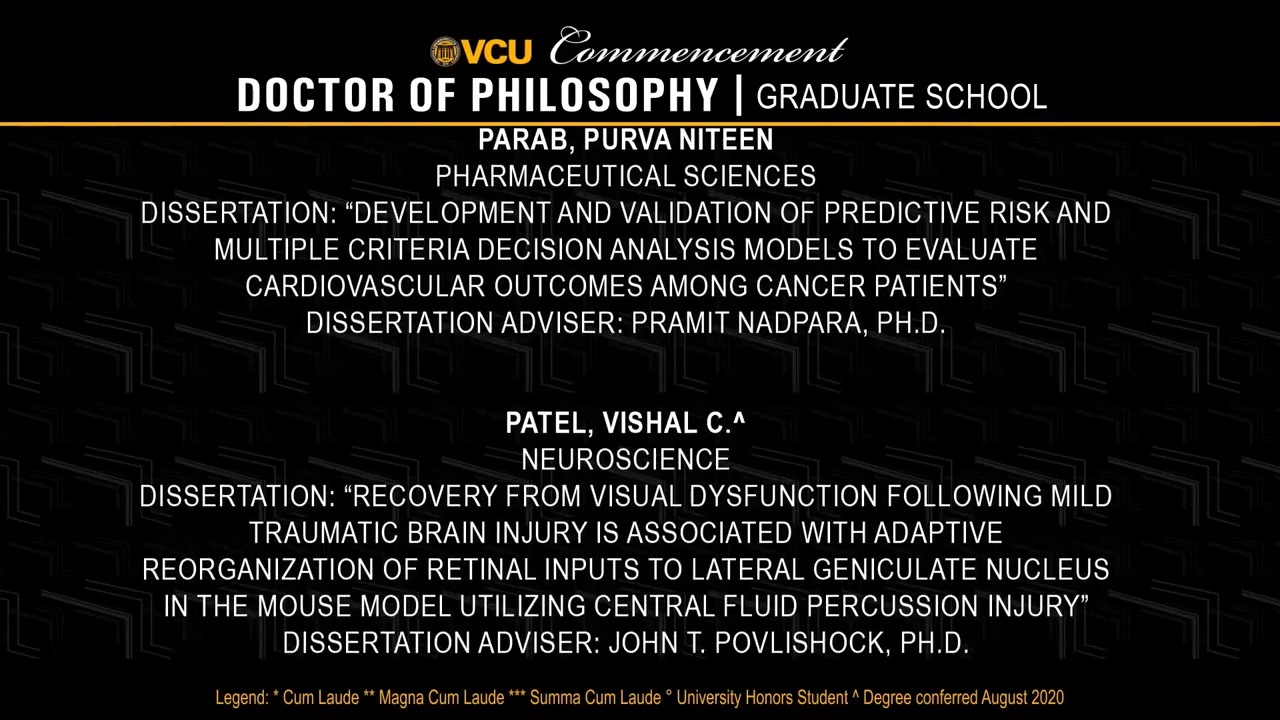 VCU Commencement
DOCTOR OF PHILOSOPHY | GRADUATE SCHOOL
PARAB, PURVA NITEEN
PHARMACEUTICAL SCIENCES
DISSERTATION: “DEVELOPMENT AND VALIDATION OF PREDICTIVE RISK AND
MULTIPLE CRITERIA DECISION ANALYSIS MODELS TO EVALUATE
CARDIOVASCULAR OUTCOMES AMONG CANCER PATIENTS”
DISSERTATION ADVISER: PRAMIT NADPARA, PH.D.
PATEL, VISHAL C.^
NEUROSCIENCE
DISSERTATION: “RECOVERY FROM VISUAL DYSFUNCTION FOLLOWING MILD
TRAUMATIC BRAIN INJURY IS ASSOCIATED WITH ADAPTIVE
REORGANIZATION OF RETINAL INPUTS TO LATERAL GENICULATE NUCLEUS
IN THE MOUSE MODEL UTILIZING CENTRAL FLUID PERCUSSION INJURY”
DISSERTATION ADVISER: JOHN T. POVLISHOCK, PH.D.
Legend: * Cum Laude ** Magna Cum Laude *** Summa Cum Laude ° University Honors Student ^ Degree conferred August 2020